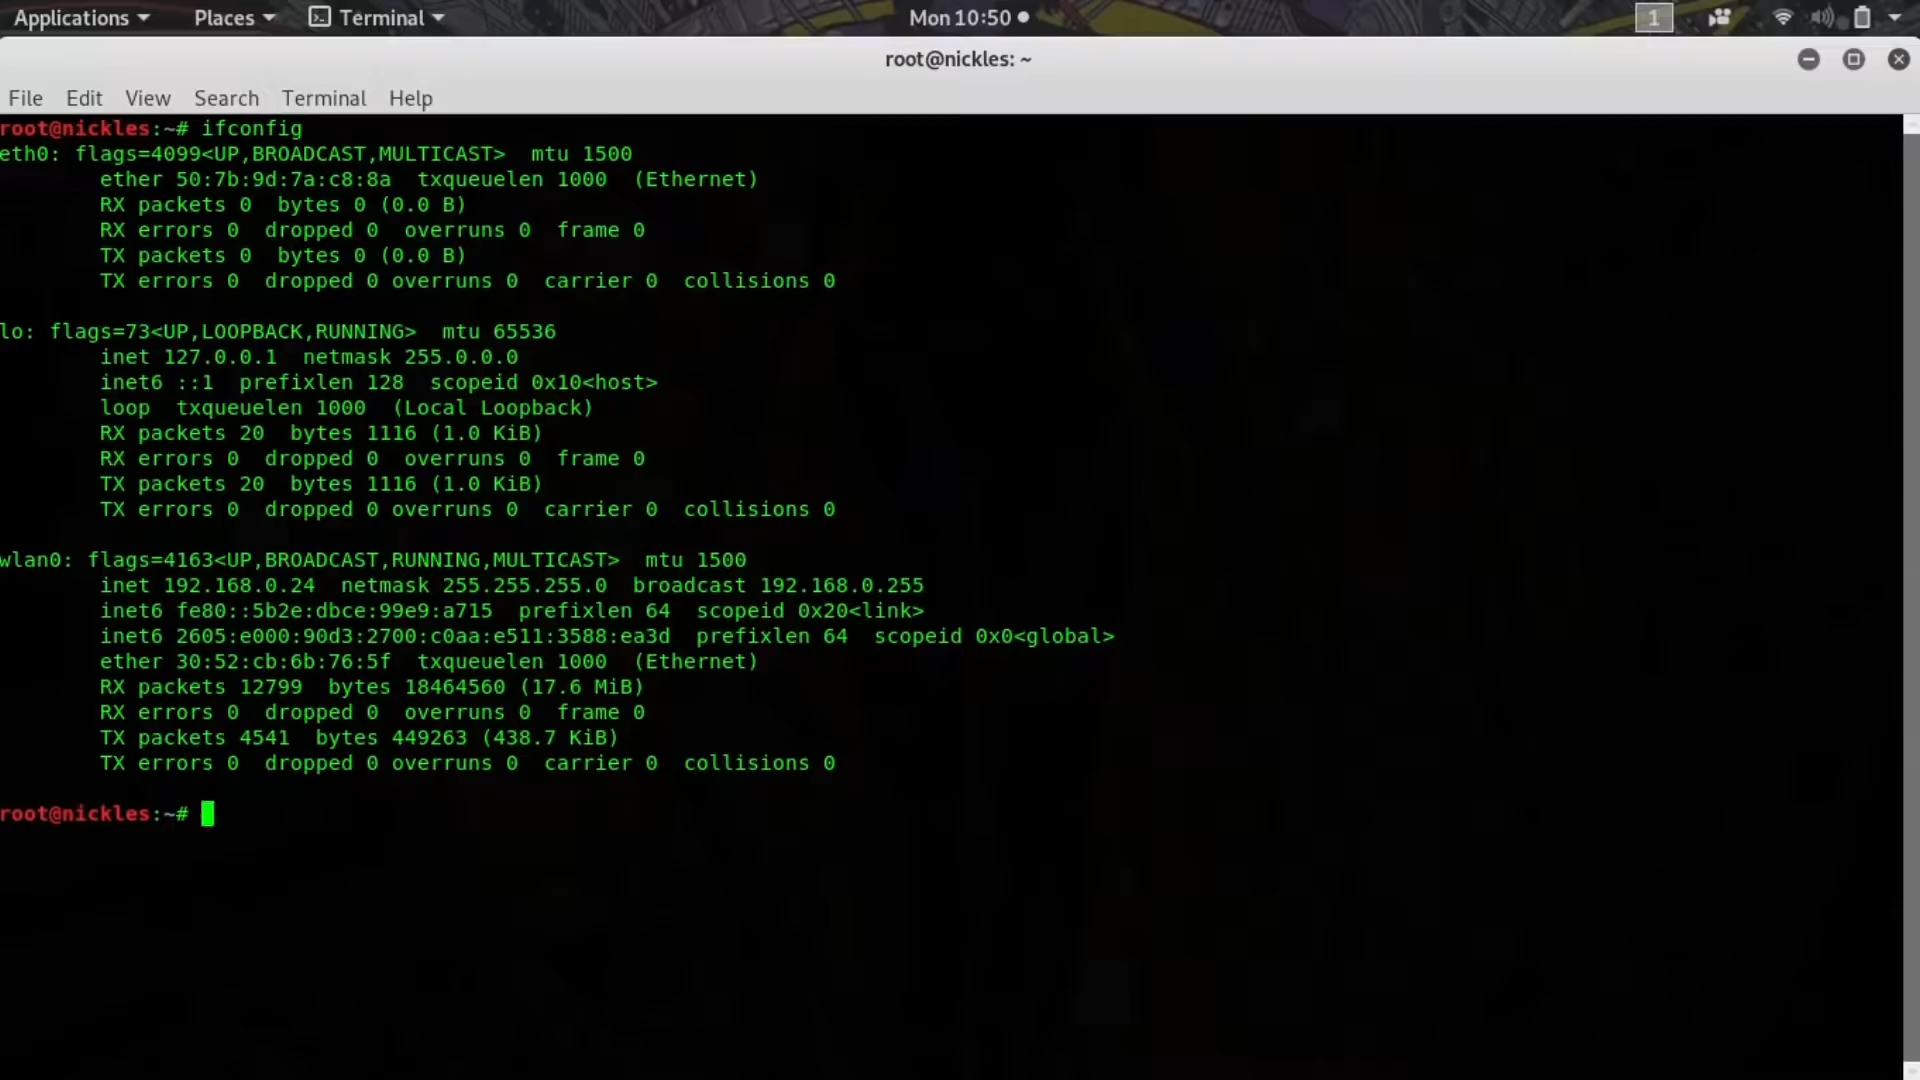 Applications Places Terminal Mon 10:50 1
root@nickles: ~
File Edit View Search Terminal Help
root@nickles:~# ifconfig
eth0: flags=4099<UP,BROADCAST,MULTICAST>  mtu 1500
        ether 50:7b:9d:7a:c8:8a  txqueuelen 1000  (Ethernet)
        RX packets 0  bytes 0 (0.0 B)
        RX errors 0  dropped 0  overruns 0  frame 0
        TX packets 0  bytes 0 (0.0 B)
        TX errors 0  dropped 0 overruns 0  carrier 0  collisions 0

lo: flags=73<UP,LOOPBACK,RUNNING>  mtu 65536
        inet 127.0.0.1  netmask 255.0.0.0
        inet6 ::1  prefixlen 128  scopeid 0x10<host>
        loop  txqueuelen 1000  (Local Loopback)
        RX packets 20  bytes 1116 (1.0 KiB)
        RX errors 0  dropped 0  overruns 0  frame 0
        TX packets 20  bytes 1116 (1.0 KiB)
        TX errors 0  dropped 0 overruns 0  carrier 0  collisions 0

wlan0: flags=4163<UP,BROADCAST,RUNNING,MULTICAST>  mtu 1500
        inet 192.168.0.24  netmask 255.255.255.0  broadcast 192.168.0.255
        inet6 fe80::5b2e:dbce:99e9:a715  prefixlen 64  scopeid 0x20<link>
        inet6 2605:e000:90d3:2700:c0aa:e511:3588:ea3d  prefixlen 64  scopeid 0x0<global>
        ether 30:52:cb:6b:76:5f  txqueuelen 1000  (Ethernet)
        RX packets 12799  bytes 18464560 (17.6 MiB)
        RX errors 0  dropped 0  overruns 0  frame 0
        TX packets 4541  bytes 449263 (438.7 KiB)
        TX errors 0  dropped 0 overruns 0  carrier 0  collisions 0

root@nickles:~#